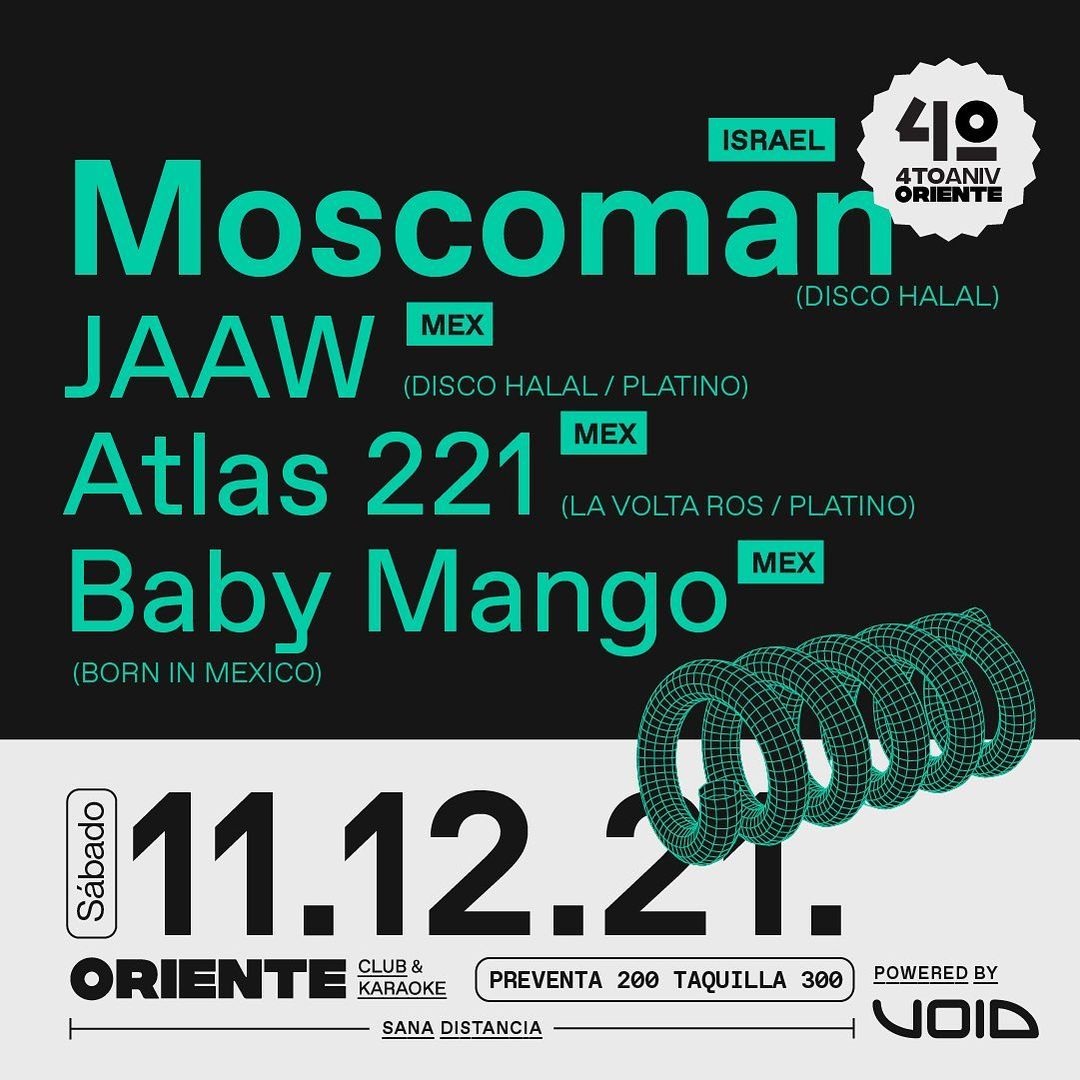 ISRAEL
4º
4TOANIV
ORIENTE
Moscoman
(DISCO HALAL)
JAAW MEX
(DISCO HALAL / PLATINO)
Atlas 221 MEX
(LA VOLTA ROS / PLATINO)
Baby Mango MEX
(BORN IN MEXICO)
Sábado 11.12.21.
ORIENTE CLUB & KARAOKE
PREVENTA 200 TAQUILLA 300
SANA DISTANCIA
POWERED BY
VOID